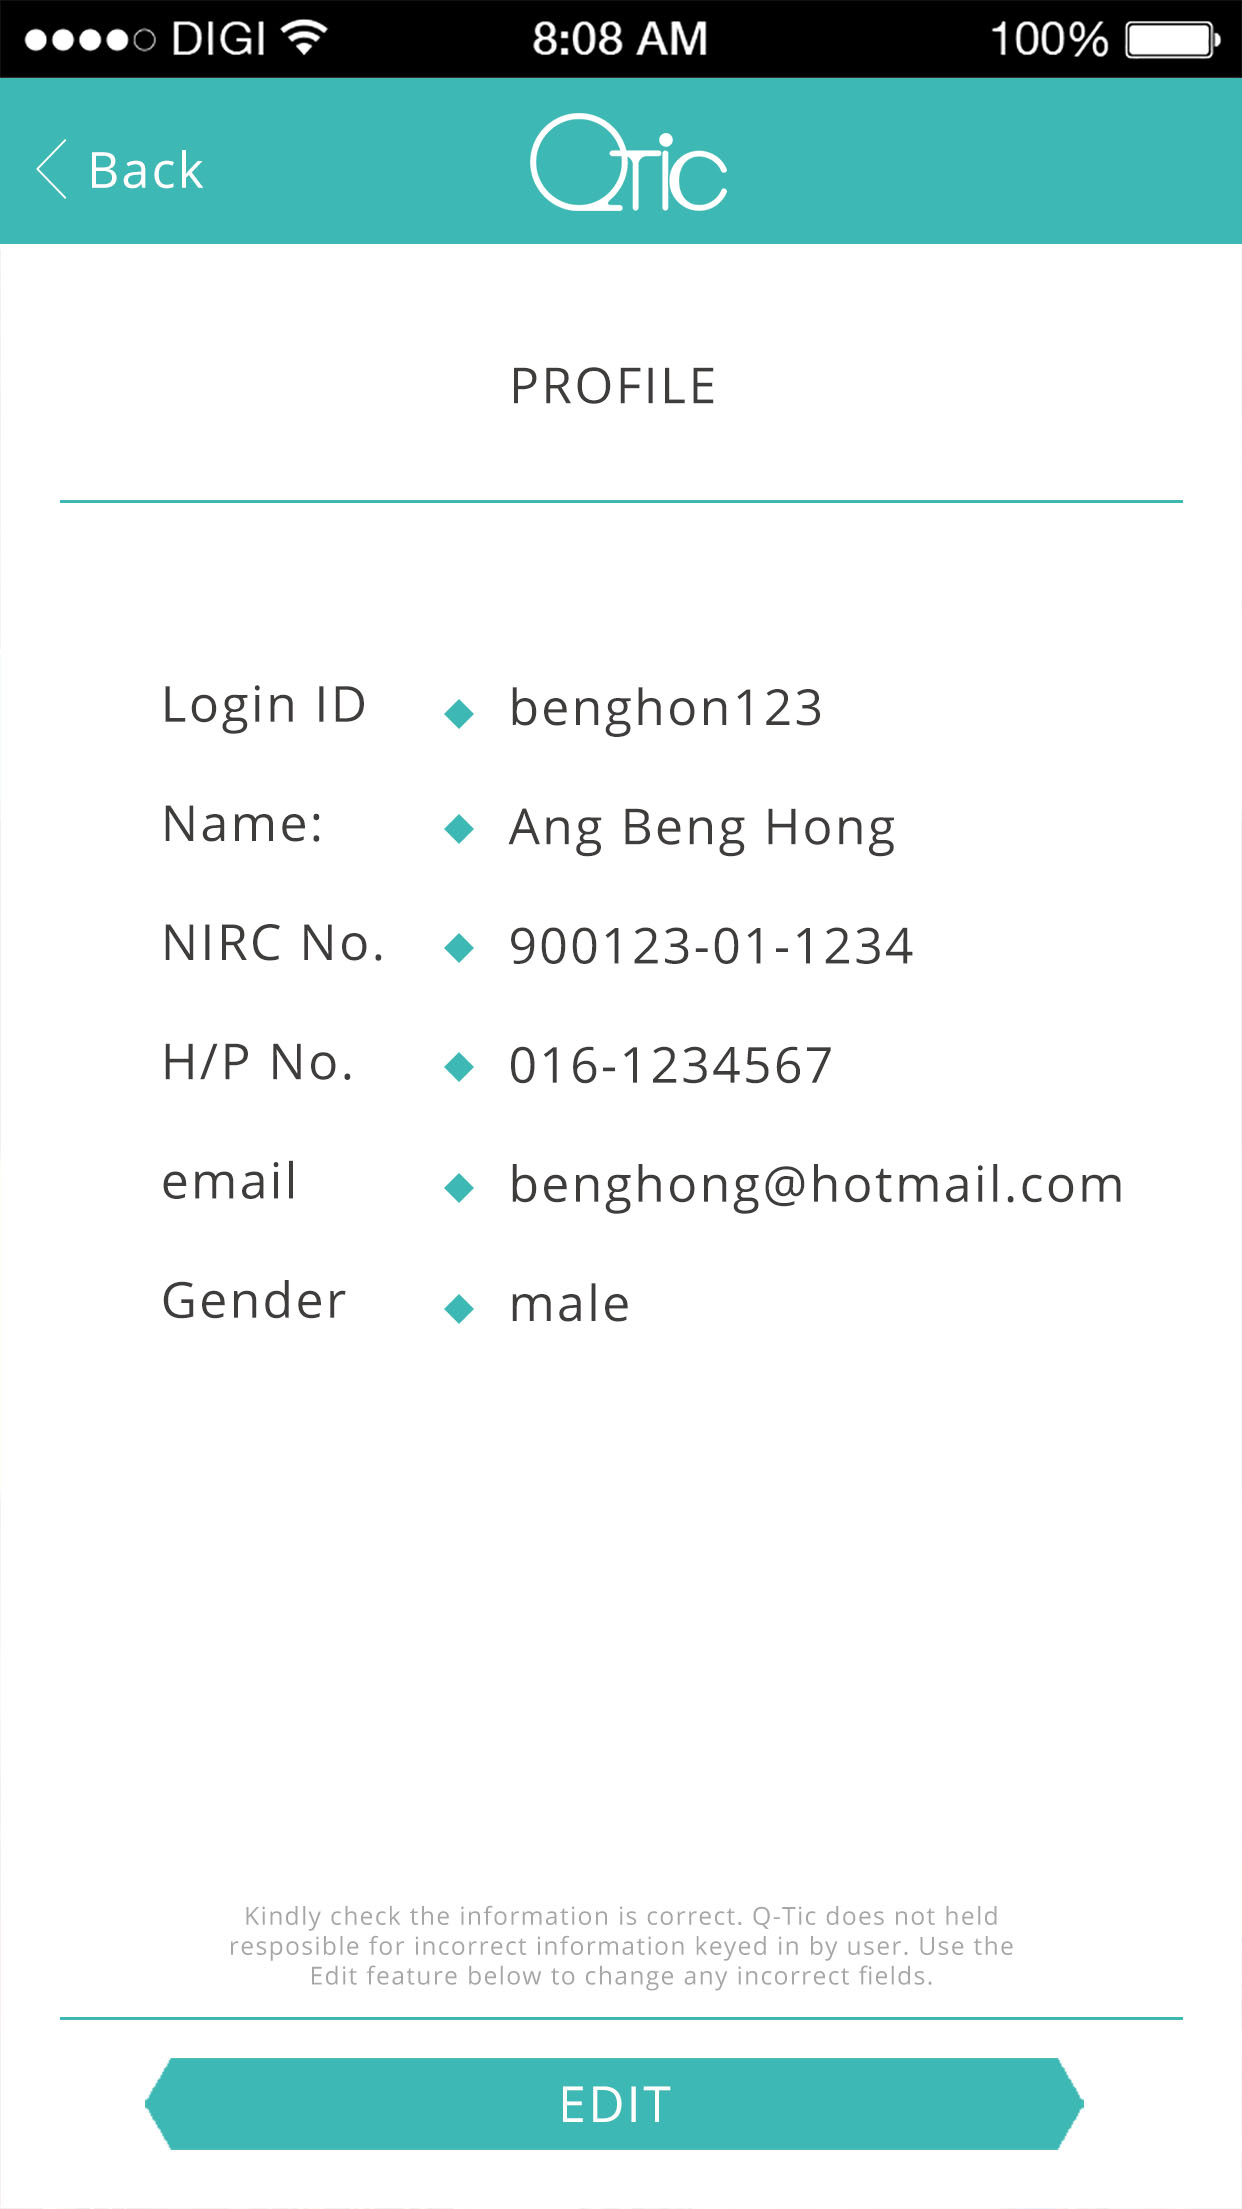 DIGI 8:08 AM 100%
Back QTic
PROFILE
Login ID benghon123
Name: Ang Beng Hong
NIRC No. 900123-01-1234
H/P No. 016-1234567
email benghong@hotmail.com
Gender male
Kindly check the information is correct. Q-Tic does not held
resposible for incorrect information keyed in by user. Use the
Edit feature below to change any incorrect fields.
EDIT